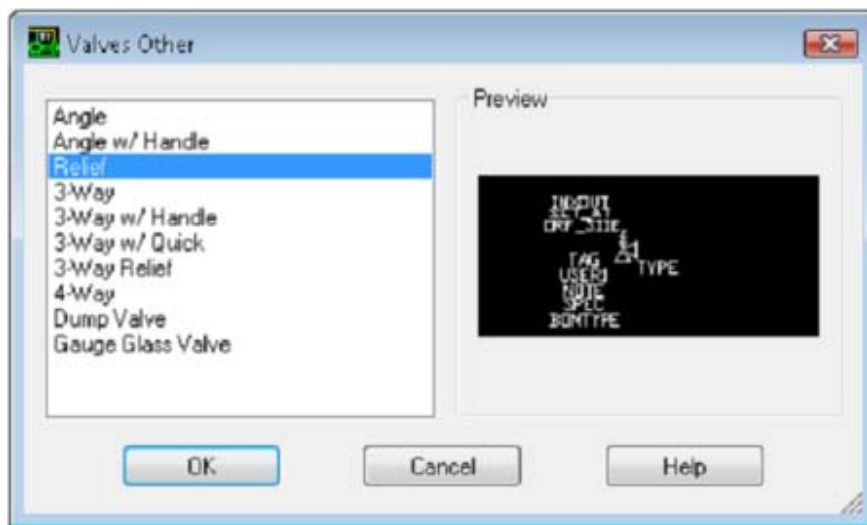 Valves Other
Angle
Angle w/ Handle
Relief
3-Way
3-Way w/ Handle
3-Way w/ Quick
3-Way Relief
4-Way
Dump Valve
Gauge Glass Valve
Preview
TAG
TYPE
USER1
NOTE
SPEC
BOMTYPE
OK
Cancel
Help